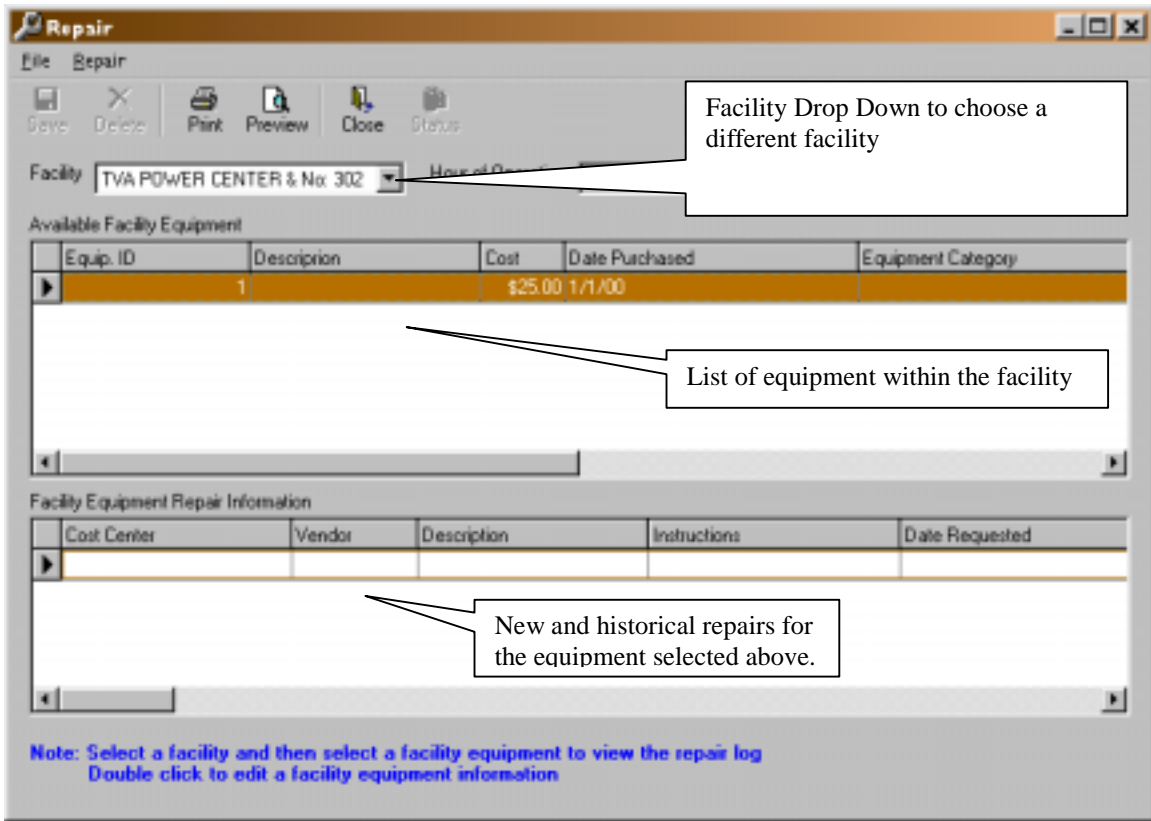 Repair
File Repair
Save Delete Print Preview Close Status
Facility Drop Down to choose a
different facility
Facility TVA POWER CENTER & No: 302 Hour of
Available Facility Equipment
Equip. ID Descriprion Cost Date Purchased Equipment Category
1 $25.00 1/1/00
List of equipment within the facility
Facility Equipment Repair Information
Cost Center Vendor Description Instructions Date Requested
New and historical repairs for
the equipment selected above.
Note: Select a facility and then select a facility equipment to view the repair log
Double click to edit a facility equipment information